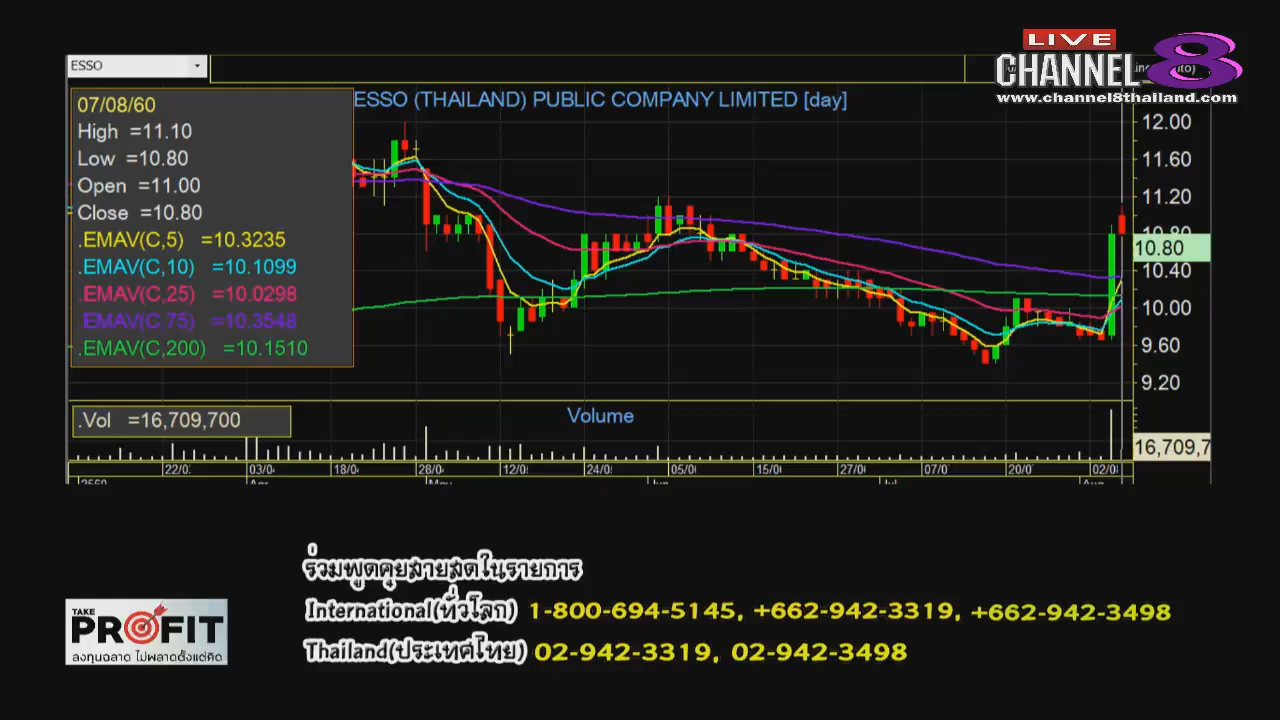 LIVE
CHANNEL 8
www.channel8thailand.com
ESSO
ESSO (THAILAND) PUBLIC COMPANY LIMITED [day]
07/08/60
High =11.10
Low =10.80
Open =11.00
Close =10.80
.EMAV(C,5) =10.3235
.EMAV(C,10) =10.1099
.EMAV(C,25) =10.0298
.EMAV(C,75) =10.3548
.EMAV(C,200) =10.1510
12.00
11.60
11.20
10.80
10.80
10.40
10.00
9.60
9.20
.Vol =16,709,700
Volume
16,709,7
22/0 03/0 18/0 28/0 12/0 24/0 05/0 15/0 27/0 07/0 20/0 02/0
2560 Apr May Jun Jul Aug
ร่วมพูดคุยสายสดในรายการ
International(ทั่วโลก) 1-800-694-5145, +662-942-3319, +662-942-3498
Thailand(ประเทศไทย) 02-942-3319, 02-942-3498
TAKE
PROFIT
ลงทุนฉลาด ไม่พลาดตั้งแต่คิด